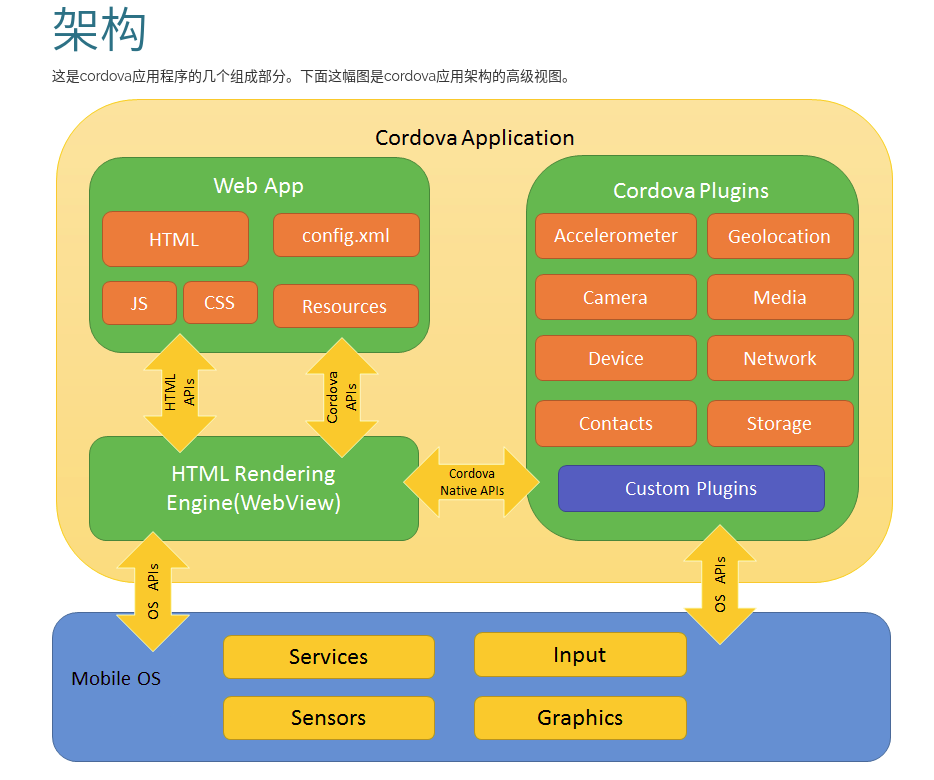 架构
这是cordova应用程序的几个组成部分。下面这幅图是cordova应用架构的高级视图。
Cordova Application
Web App
HTML
config.xml
JS
CSS
Resources
HTML
APIs
Cordova
APIs
HTML Rendering
Engine(WebView)
Cordova
Native APIs
Cordova Plugins
Accelerometer
Geolocation
Camera
Media
Device
Network
Contacts
Storage
Custom Plugins
OS APIs
OS APIs
Mobile OS
Services
Input
Sensors
Graphics